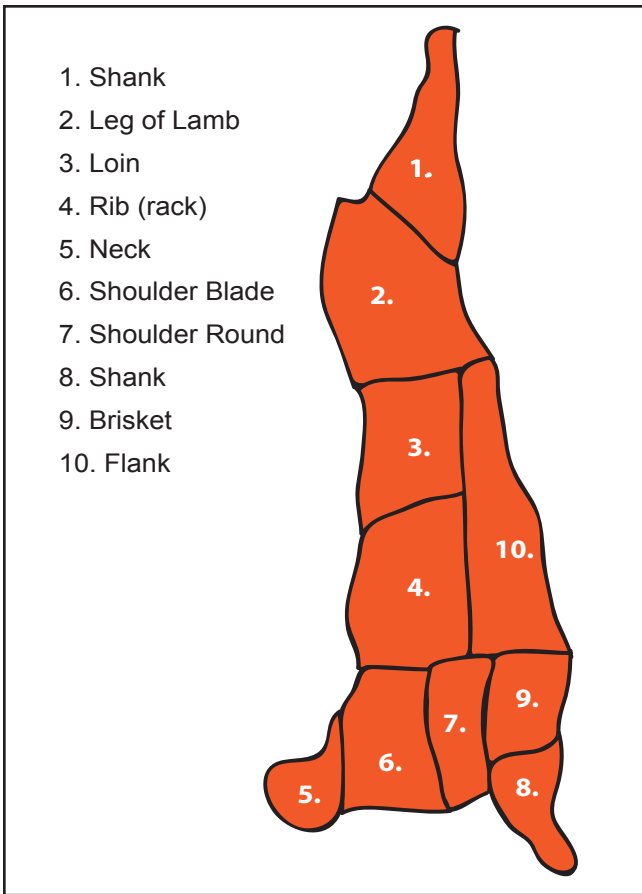 1. Shank
2. Leg of Lamb
3. Loin
4. Rib (rack)
5. Neck
6. Shoulder Blade
7. Shoulder Round
8. Shank
9. Brisket
10. Flank
1.
2.
3.
10.
4.
9.
7.
6.
8.
5.